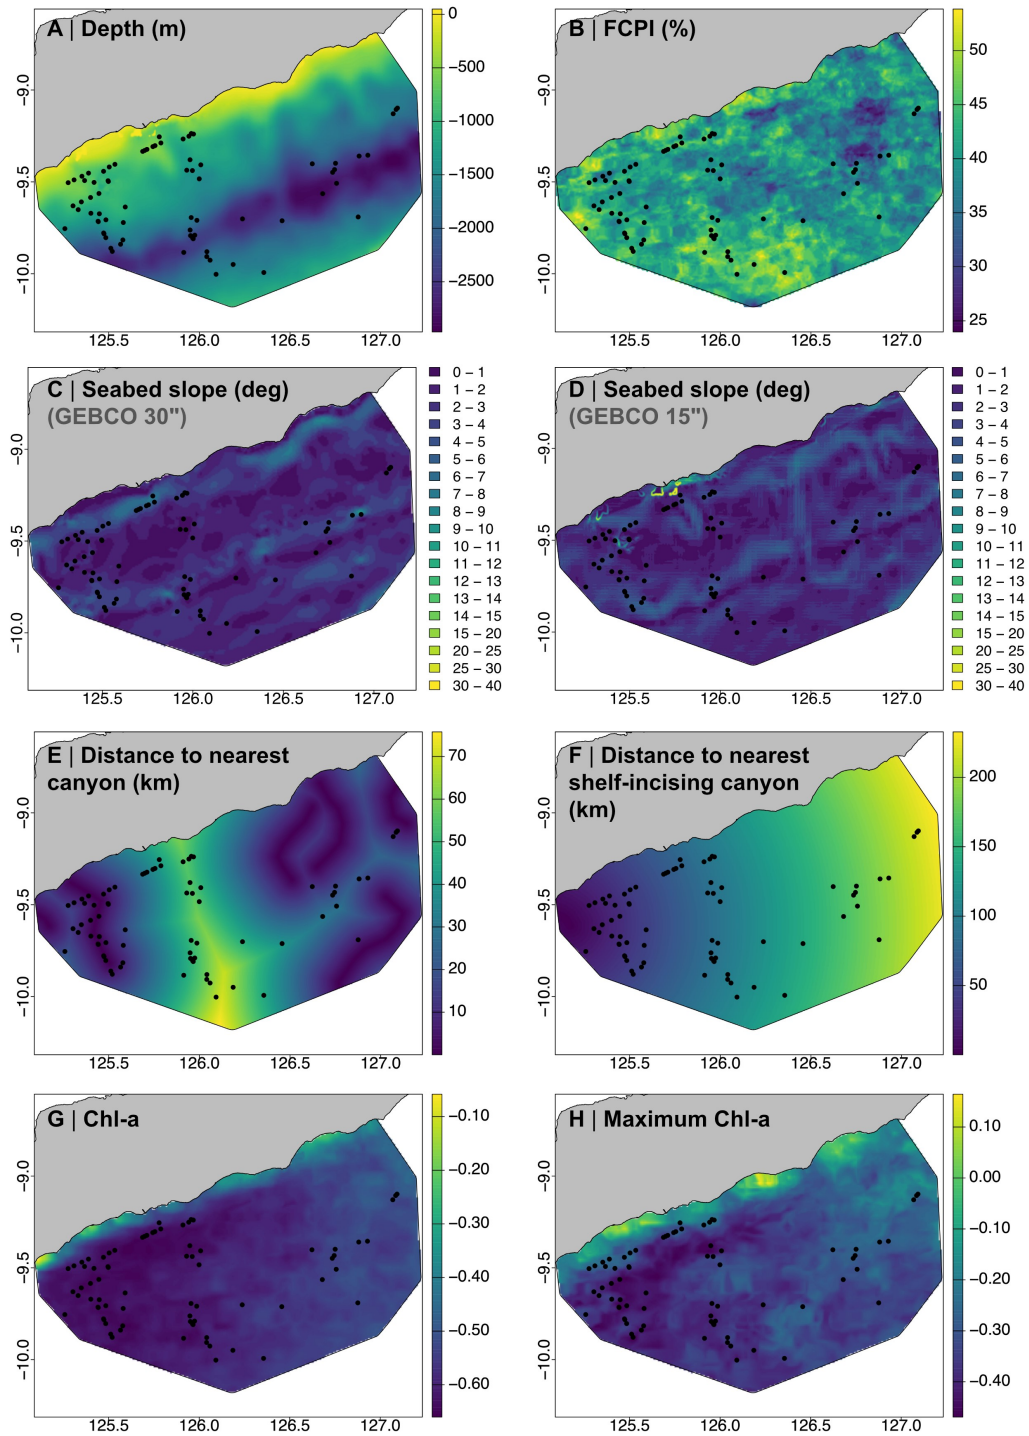 A | Depth (m)
−9.0
−9.5
−10.0
125.5 126.0 126.5 127.0
0
−500
−1000
−1500
−2000
−2500
B | FCPI (%)
−9.0
−9.5
−10.0
125.5 126.0 126.5 127.0
50
45
40
35
30
25
C | Seabed slope (deg)
(GEBCO 30")
−9.0
−9.5
−10.0
125.5 126.0 126.5 127.0
0 – 1
1 – 2
2 – 3
3 – 4
4 – 5
5 – 6
6 – 7
7 – 8
8 – 9
9 – 10
10 – 11
11 – 12
12 – 13
13 – 14
14 – 15
15 – 20
20 – 25
25 – 30
30 – 40
D | Seabed slope (deg)
(GEBCO 15")
−9.0
−9.5
−10.0
125.5 126.0 126.5 127.0
0 – 1
1 – 2
2 – 3
3 – 4
4 – 5
5 – 6
6 – 7
7 – 8
8 – 9
9 – 10
10 – 11
11 – 12
12 – 13
13 – 14
14 – 15
15 – 20
20 – 25
25 – 30
30 – 40
E | Distance to nearest
canyon (km)
−9.0
−9.5
−10.0
125.5 126.0 126.5 127.0
70
60
50
40
30
20
10
F | Distance to nearest
shelf-incising canyon
(km)
−9.0
−9.5
−10.0
125.5 126.0 126.5 127.0
200
150
100
50
G | Chl-a
−9.0
−9.5
−10.0
125.5 126.0 126.5 127.0
−0.10
−0.20
−0.30
−0.40
−0.50
−0.60
H | Maximum Chl-a
−9.0
−9.5
−10.0
125.5 126.0 126.5 127.0
0.10
0.00
−0.10
−0.20
−0.30
−0.40